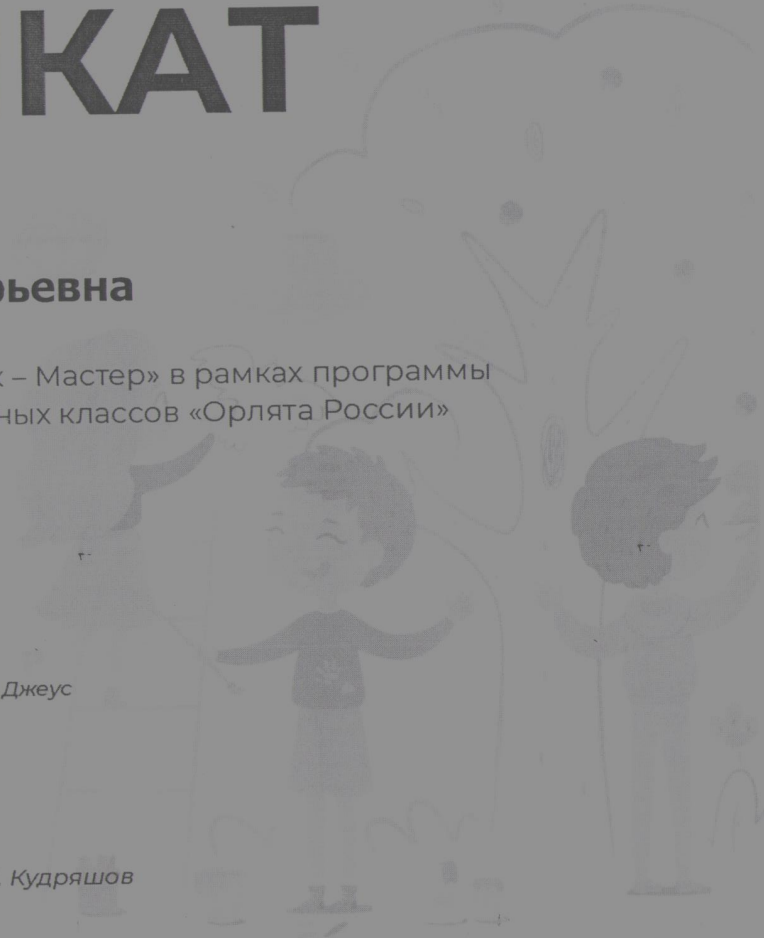 КАТ
рьевна
к – Мастер» в рамках программы
ных классов «Орлята России»
Джеус
Кудряшов